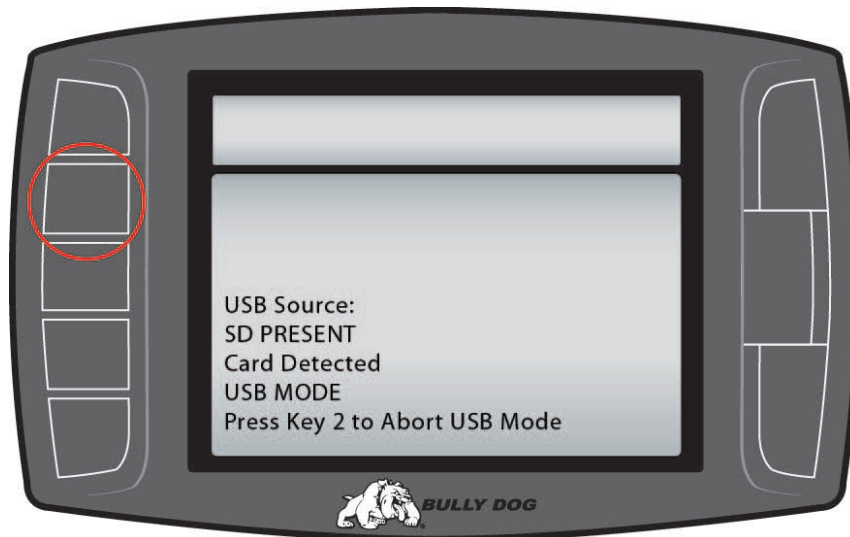 USB Source:
SD PRESENT
Card Detected
USB MODE
Press Key 2 to Abort USB Mode
BULLY DOG